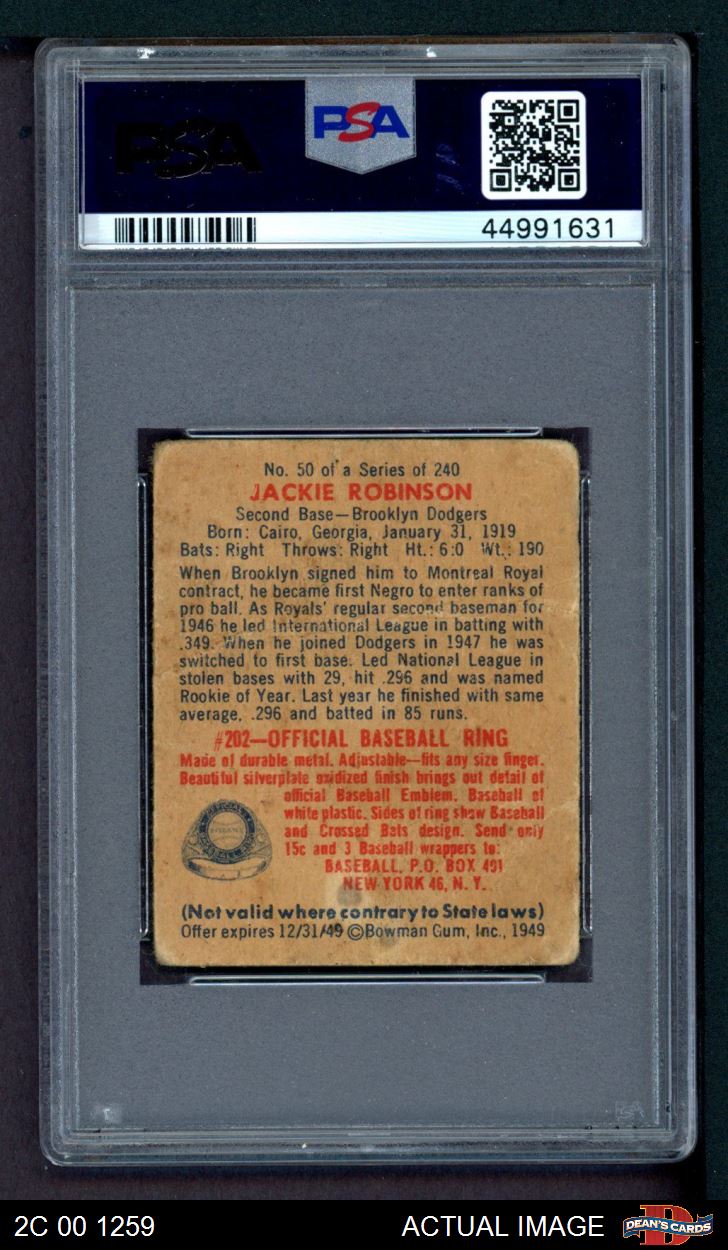 PSA
PSA
44991631
No. 50 of a Series of 240
JACKIE ROBINSON
Second Base—Brooklyn Dodgers
Born: Cairo, Georgia, January 31, 1919
Bats: Right Throws: Right Ht.: 6:0 Wt.: 190
When Brooklyn signed him to Montreal Royal
contract, he became first Negro to enter ranks of
pro ball. As Royals' regular second baseman for
1946 he led International League in batting with
.349. When he joined Dodgers in 1947 he was
switched to first base. Led National League in
stolen bases with 29, hit .296 and was named
Rookie of Year. Last year he finished with same
average, .296 and batted in 85 runs.
#202—OFFICIAL BASEBALL RING
Made of durable metal. Adjustable—fits any size finger.
Beautiful silverplate oxidized finish brings out detail of
official Baseball Emblem. Baseball of
white plastic. Sides of ring show Baseball
and Crossed Bats design. Send only
15c and 3 Baseball wrappers to:
BASEBALL, P.O. BOX 491
NEW YORK 46, N. Y.
(Not valid where contrary to State laws)
Offer expires 12/31/49 ©Bowman Gum, Inc., 1949
2C 00 1259
ACTUAL IMAGE
DEAN'S CARDS